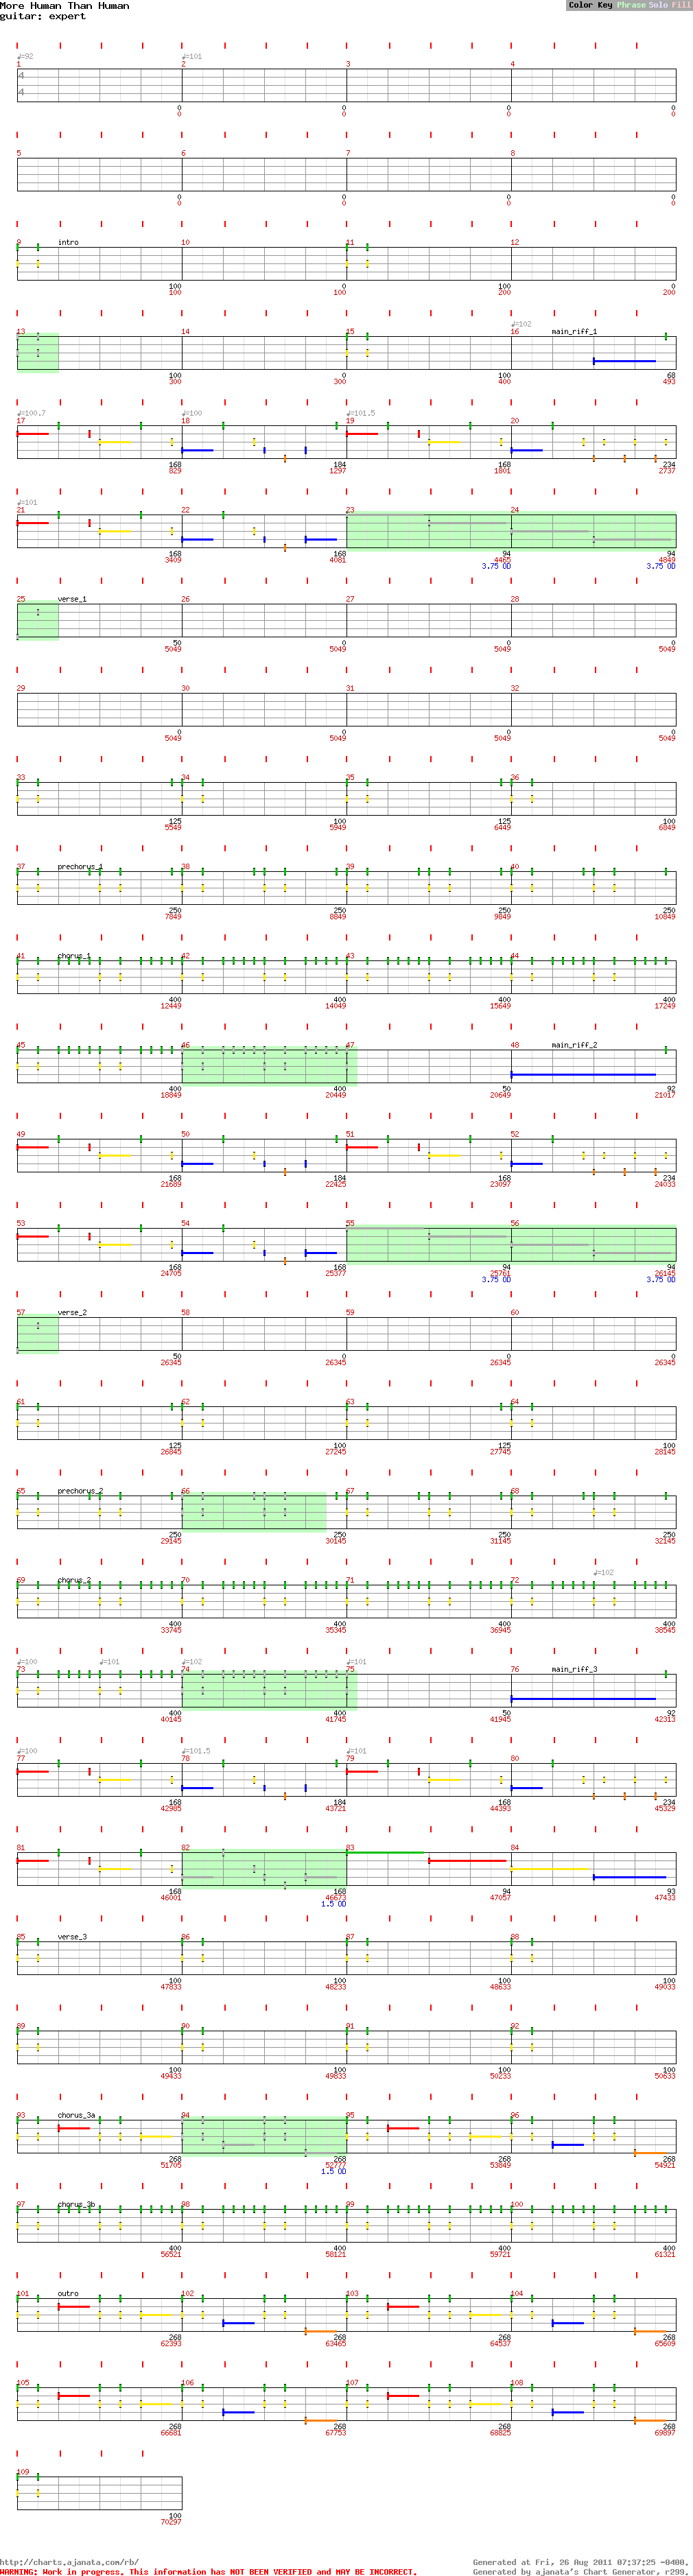 More Human Than Human
Color Key Phrase Solo Fill
guitar: expert
♩=92 ♩=101
1 2 3 4
4
4
0 0 0 0
0 0 0 0
5 6 7 8
0 0 0 0
0 0 0 0
9 intro 10 11 12
100 0 100 0
100 100 200 200
♩=102
13 14 15 16 main_riff_1
100 0 100 68
300 300 400 493
♩=100.7 ♩=100 ♩=101.5
17 18 19 20
168 184 168 234
829 1297 1801 2737
♩=101
21 22 23 24
168 168 94 94
3409 4081 4465 4849
3.75 OD 3.75 OD
25 verse_1 26 27 28
50 0 0 0
5049 5049 5049 5049
29 30 31 32
0 0 0 0
5049 5049 5049 5049
33 34 35 36
125 100 125 100
5549 5949 6449 6849
37 prechorus_1 38 39 40
250 250 250 250
7849 8849 9849 10849
41 chorus_1 42 43 44
400 400 400 400
12449 14049 15649 17249
45 46 47 48 main_riff_2
400 400 50 92
18849 20449 20649 21017
49 50 51 52
168 184 168 234
21689 22425 23097 24033
53 54 55 56
168 168 94 94
24705 25377 25761 26145
3.75 OD 3.75 OD
57 verse_2 58 59 60
50 0 0 0
26345 26345 26345 26345
61 62 63 64
125 100 125 100
26845 27245 27745 28145
65 prechorus_2 66 67 68
250 250 250 250
29145 30145 31145 32145
♩=102
69 chorus_2 70 71 72
400 400 400 400
33745 35345 36945 38545
♩=100 ♩=101 ♩=102 ♩=101
73 74 75 76 main_riff_3
400 400 50 92
40145 41745 41945 42313
♩=100 ♩=101.5 ♩=101
77 78 79 80
168 184 168 234
42985 43721 44393 45329
81 82 83 84
168 168 94 93
46001 46673 47057 47433
1.5 OD
85 verse_3 86 87 88
100 100 100 100
47833 48233 48633 49033
89 90 91 92
100 100 100 100
49433 49833 50233 50633
93 chorus_3a 94 95 96
268 268 268 268
51705 52777 53849 54921
1.5 OD
97 chorus_3b 98 99 100
400 400 400 400
56521 58121 59721 61321
101 outro 102 103 104
268 268 268 268
62393 63465 64537 65609
105 106 107 108
268 268 268 268
66681 67753 68825 69897
109
100
70297
http://charts.ajanata.com/rb/ Generated at Fri, 26 Aug 2011 07:37:25 -0400.
WARNING: Work in progress. This information has NOT BEEN VERIFIED and MAY BE INCORRECT. Generated by ajanata's Chart Generator, r299.